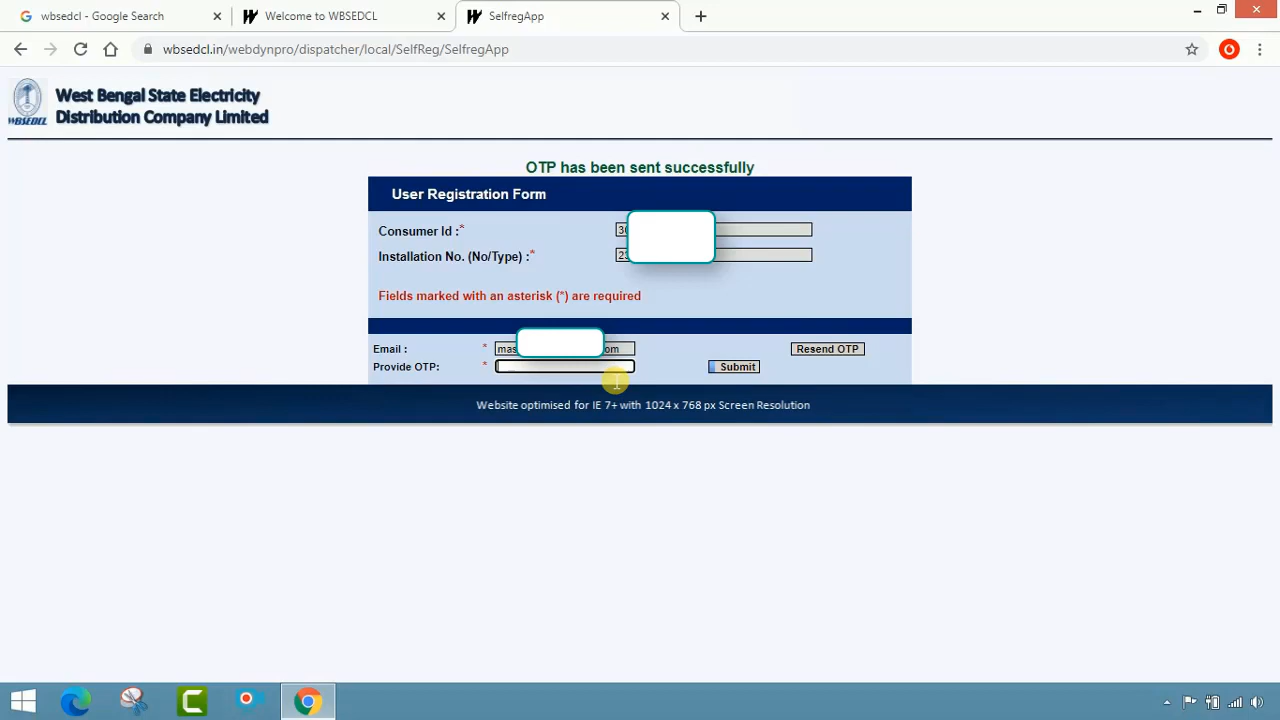 wbsedcl - Google Search
Welcome to WBSEDCL
SelfregApp
wbsedcl.in/webdynpro/dispatcher/local/SelfReg/SelfregApp
WBSEDCL
West Bengal State Electricity
Distribution Company Limited
OTP has been sent successfully
User Registration Form
Consumer Id :*
Installation No. (No/Type) :*
Fields marked with an asterisk (*) are required
Email : * mas om Resend OTP
Provide OTP: * Submit
Website optimised for IE 7+ with 1024 x 768 px Screen Resolution